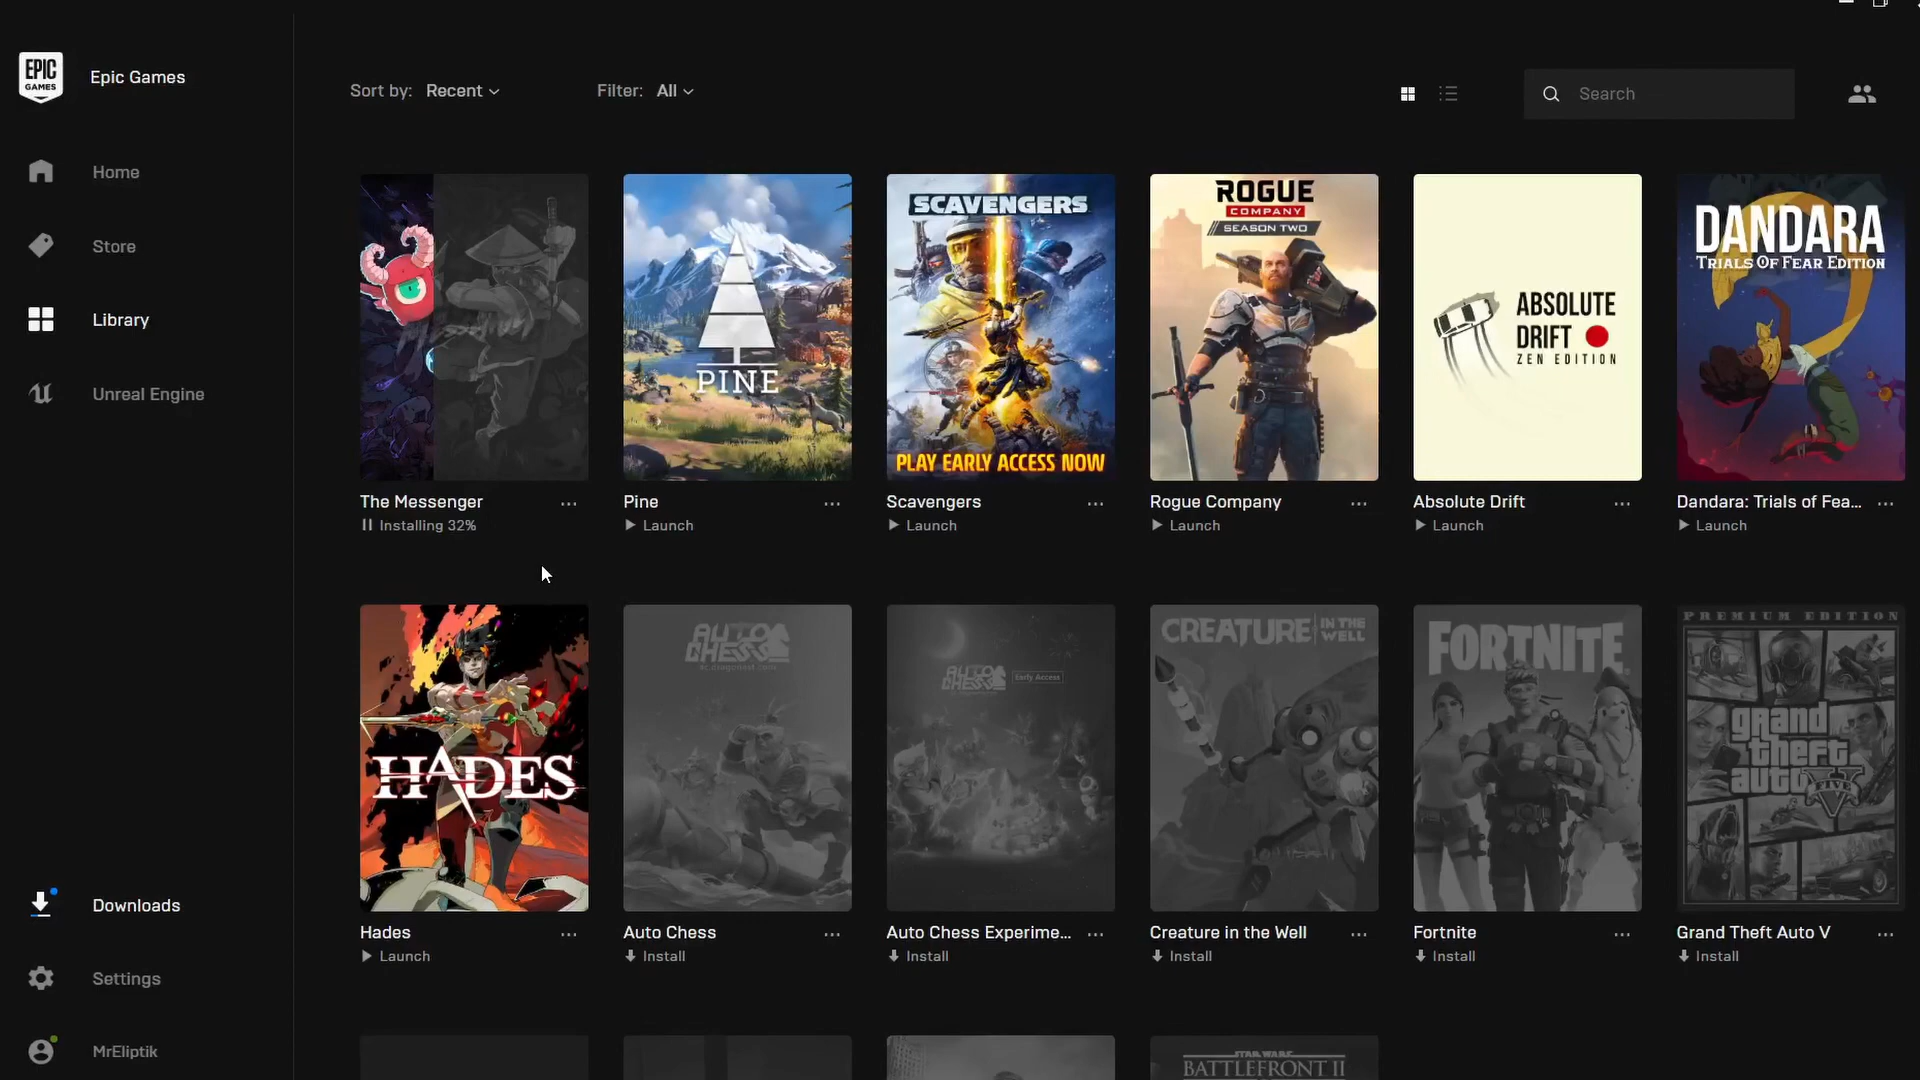 EPIC
GAMES
Epic Games
Home
Store
Library
Unreal Engine
Downloads
Settings
MrEliptik
Sort by: Recent
Filter: All
Search
PINE
SCAVENGERS
PLAY EARLY ACCESS NOW
ROGUE
COMPANY
SEASON TWO
ABSOLUTE
DRIFT
ZEN EDITION
DANDARA
TRIALS OF FEAR EDITION
The Messenger ...
Installing 32%
Pine ...
Launch
Scavengers ...
Launch
Rogue Company ...
Launch
Absolute Drift ...
Launch
Dandara: Trials of Fea... ...
Launch
HADES
AUTO
CHESS
AUTO
CHESS
Early Access
CREATURE IN THE
WELL
FORTNITE
PREMIUM EDITION
grand
theft
auto
FIVE
Hades ...
Launch
Auto Chess ...
Install
Auto Chess Experime... ...
Install
Creature in the Well ...
Install
Fortnite ...
Install
Grand Theft Auto V ...
Install
STAR WARS
BATTLEFRONT II